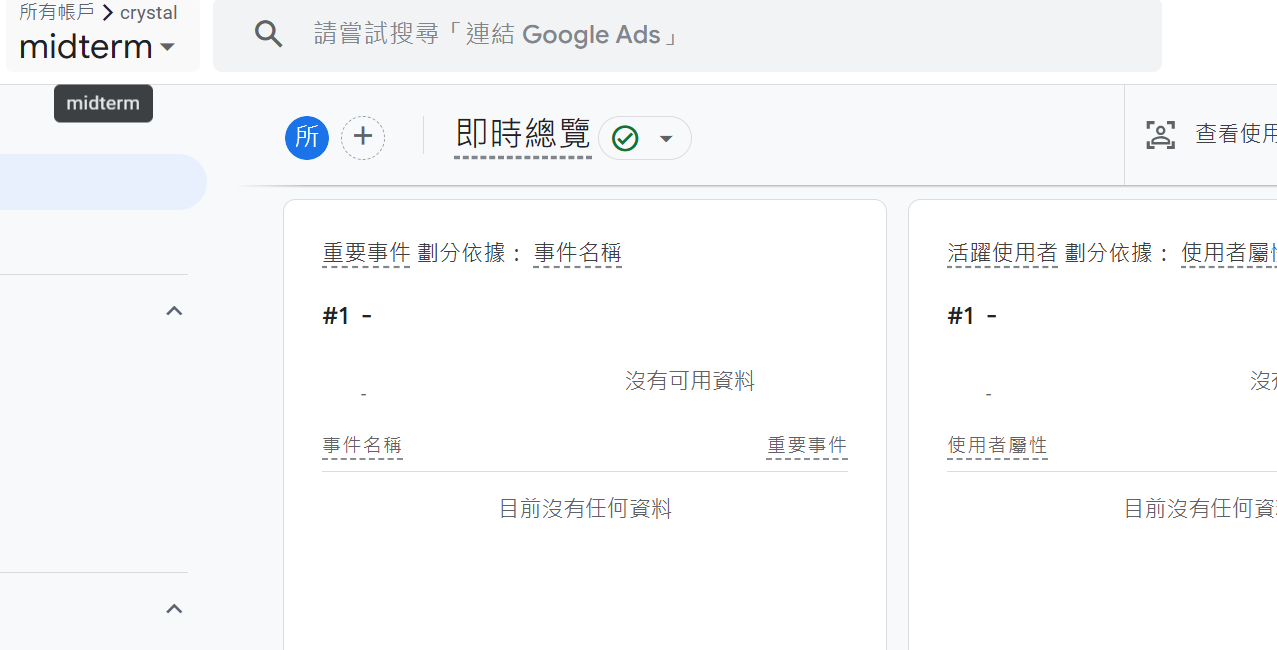 所有帳戶 > crystal
midterm
請嘗試搜尋「連結 Google Ads」
midterm
所
即時總覽
查看使用
重要事件 劃分依據： 事件名稱
#1 -
沒有可用資料
-
事件名稱 重要事件
目前沒有任何資料
活躍使用者 劃分依據： 使用者屬性
#1 -
沒有
-
使用者屬性
目前沒有任何資